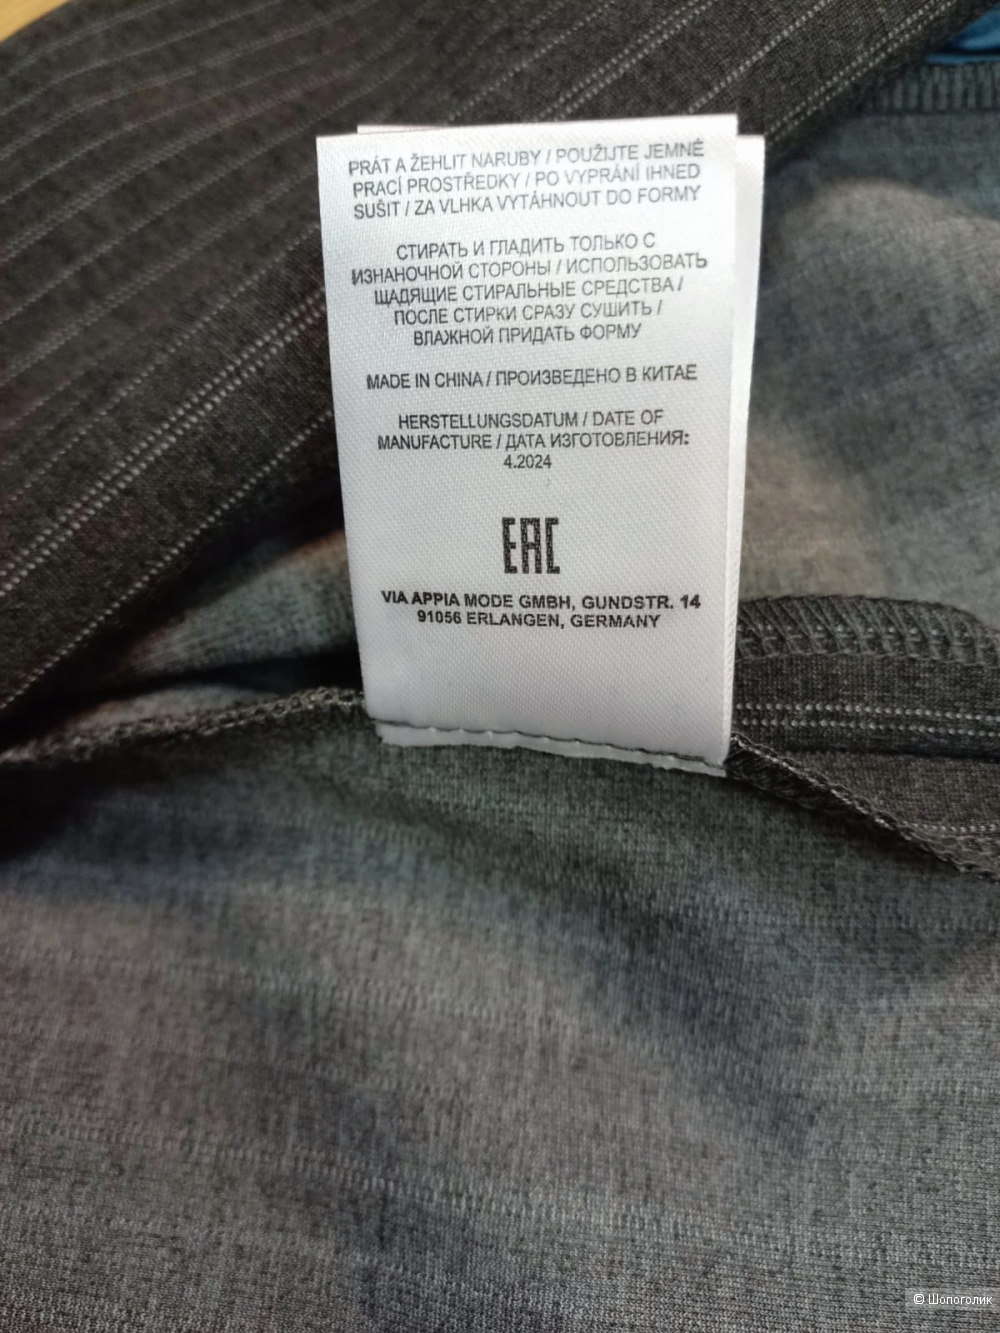 PRÁT A ŽEHLIT NARUBY / POUŽIJTE JEMNÉ
PRACÍ PROSTŘEDKY / PO VYPRÁNÍ IHNED
SUŠIT / ZA VLHKA VYTÁHNOUT DO FORMY
СТИРАТЬ И ГЛАДИТЬ ТОЛЬКО С
ИЗНАНОЧНОЙ СТОРОНЫ / ИСПОЛЬЗОВАТЬ
ЩАДЯЩИЕ СТИРАЛЬНЫЕ СРЕДСТВА /
ПОСЛЕ СТИРКИ СРАЗУ СУШИТЬ /
ВЛАЖНОЙ ПРИДАТЬ ФОРМУ
MADE IN CHINA / ПРОИЗВЕДЕНО В КИТАЕ
HERSTELLUNGSDATUM / DATE OF
MANUFACTURE / ДАТА ИЗГОТОВЛЕНИЯ:
4.2024
EAC
VIA APPIA MODE GMBH, GUNDSTR. 14
91056 ERLANGEN, GERMANY
© Шопоголик